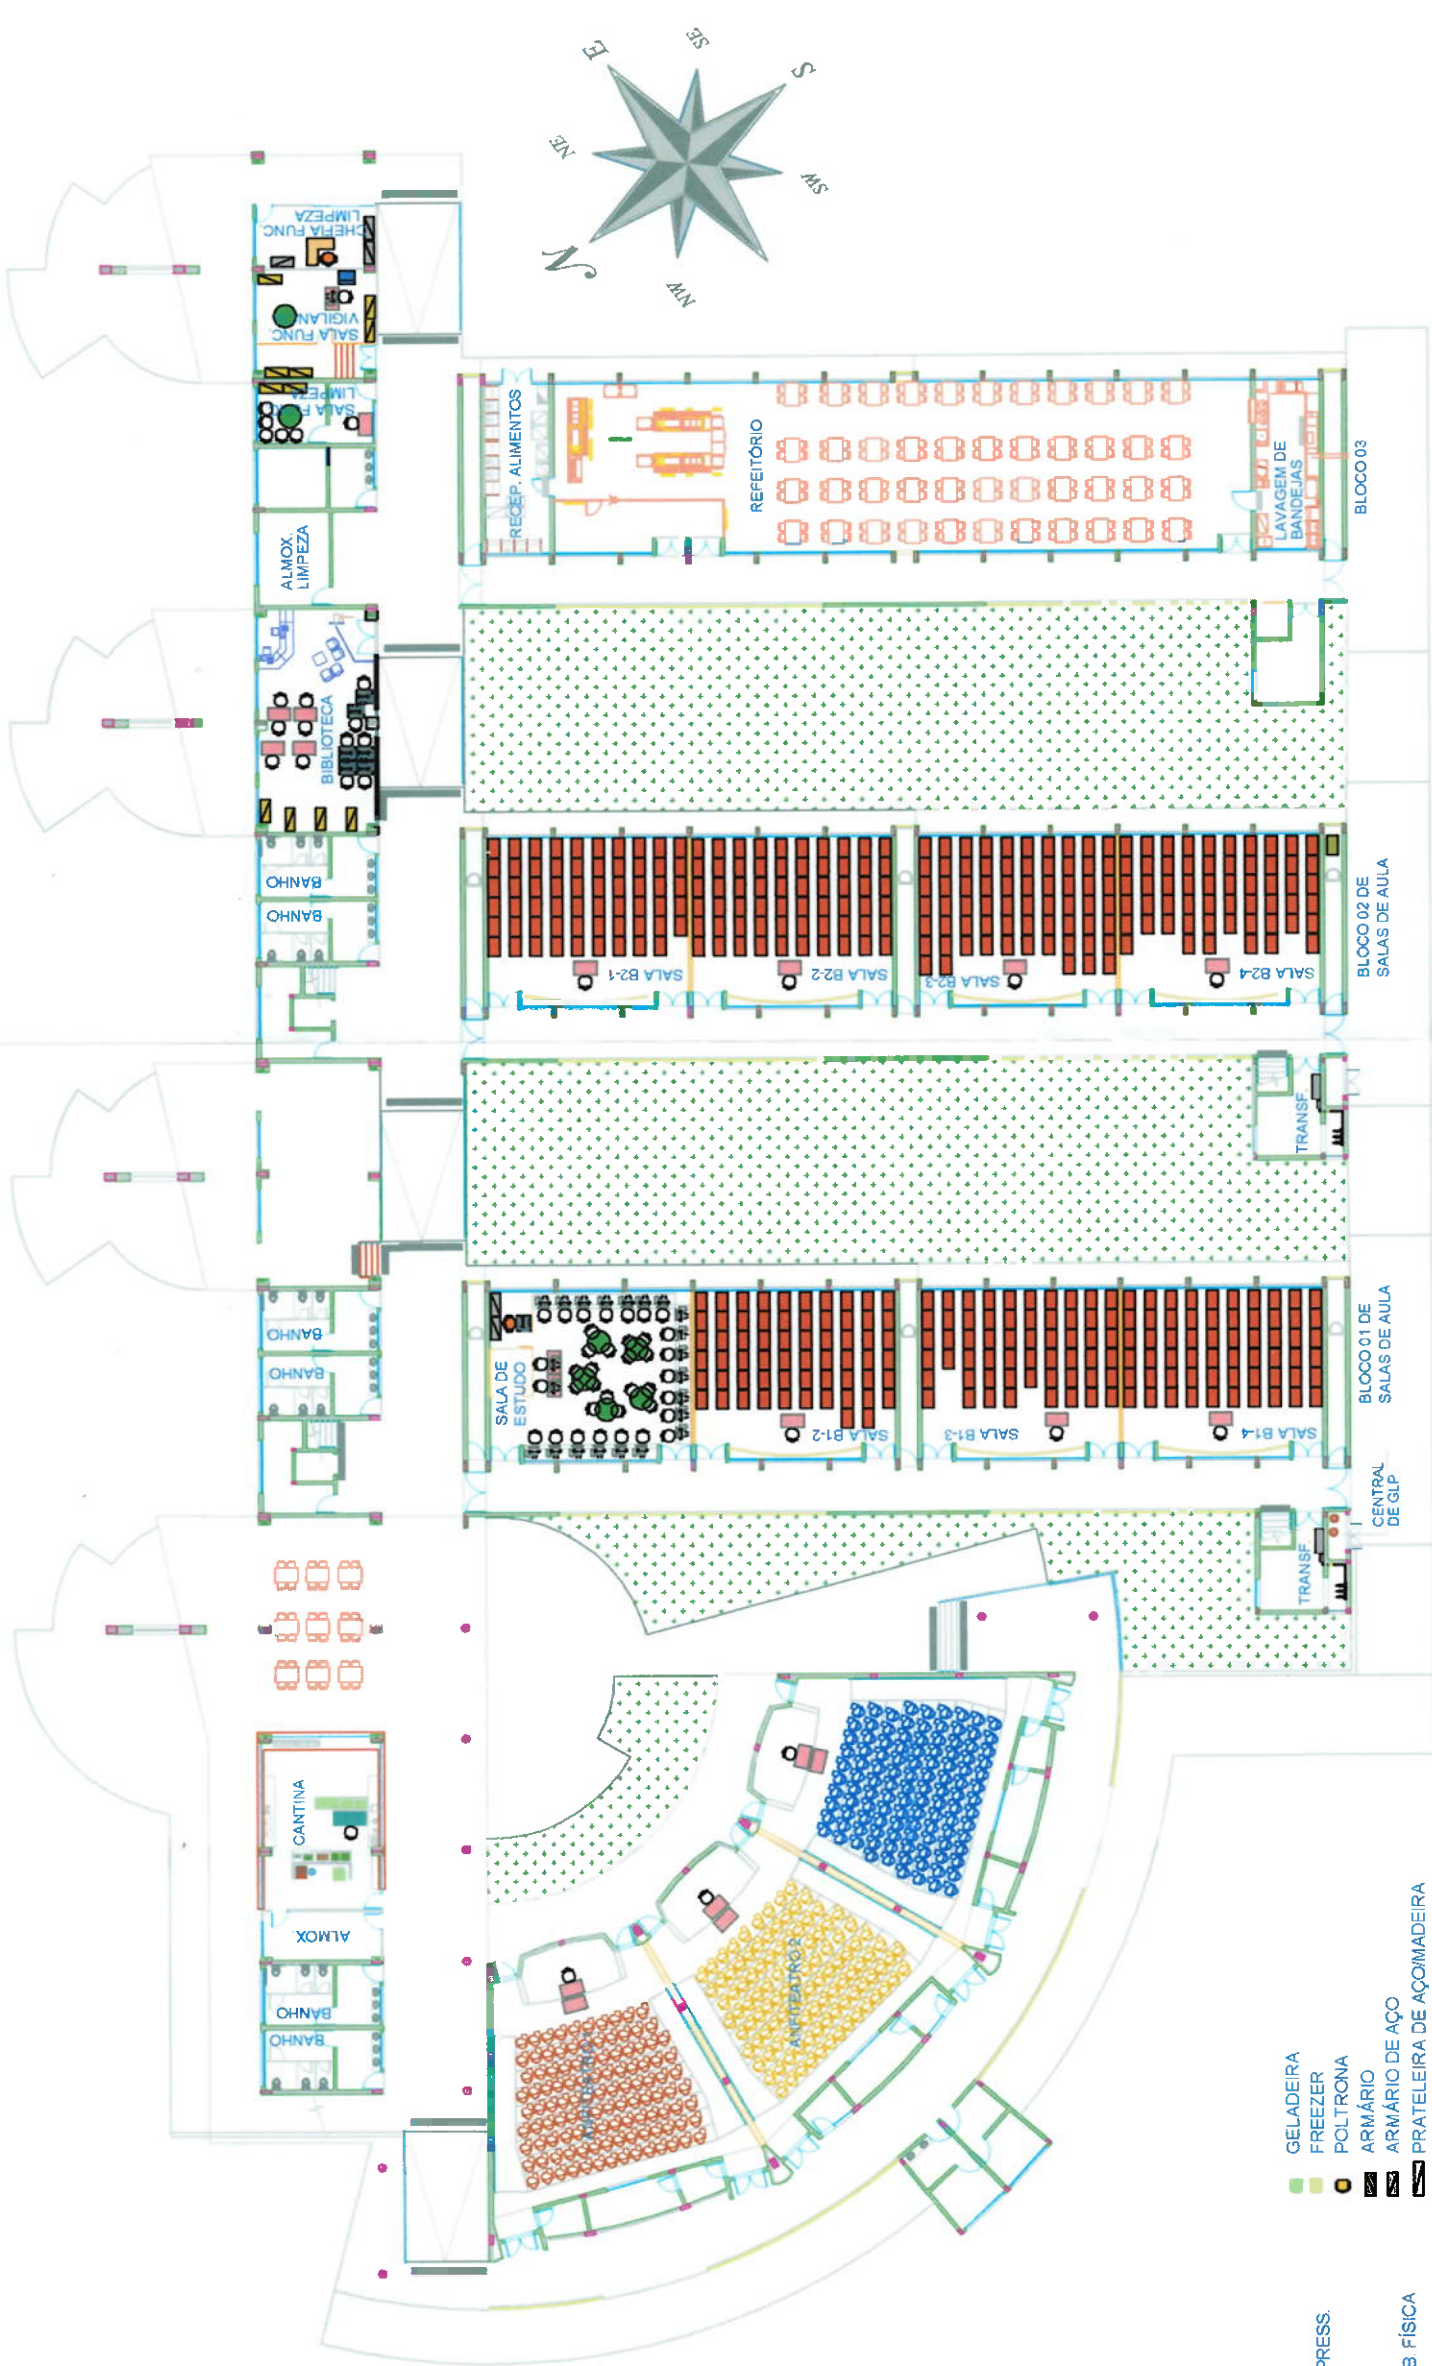 E
SE
S
SW
NW
N
NE
CHEFIA FUNC.
LIMPEZA
SALA FUNC.
VIGILAN
LIMPEZA
ALMOX.
LIMPEZA
BIBLIOTECA
BANHO
BANHO
BANHO
BANHO
CANTINA
ALMOX.
BANHO
BANHO
RECEP. ALIMENTOS
REFEITÓRIO
LAVAGEM DE
BANDEJAS
BLOCO 03
SALA B2-1
SALA B2-2
SALA B2-3
SALA B2-4
BLOCO 02 DE
SALAS DE AULA
TRANSF.
SALA DE
ESTUDO
SALA B1-2
SALA B1-3
SALA B1-4
BLOCO 01 DE
SALAS DE AULA
CENTRAL
DE GLP
TRANSF.
ANFITEATRO 2
GELADEIRA
FREEZER
POLTRONA
ARMÁRIO
ARMÁRIO DE AÇO
PRATELEIRA DE AÇO/MADEIRA
PRESS.
B. FÍSICA